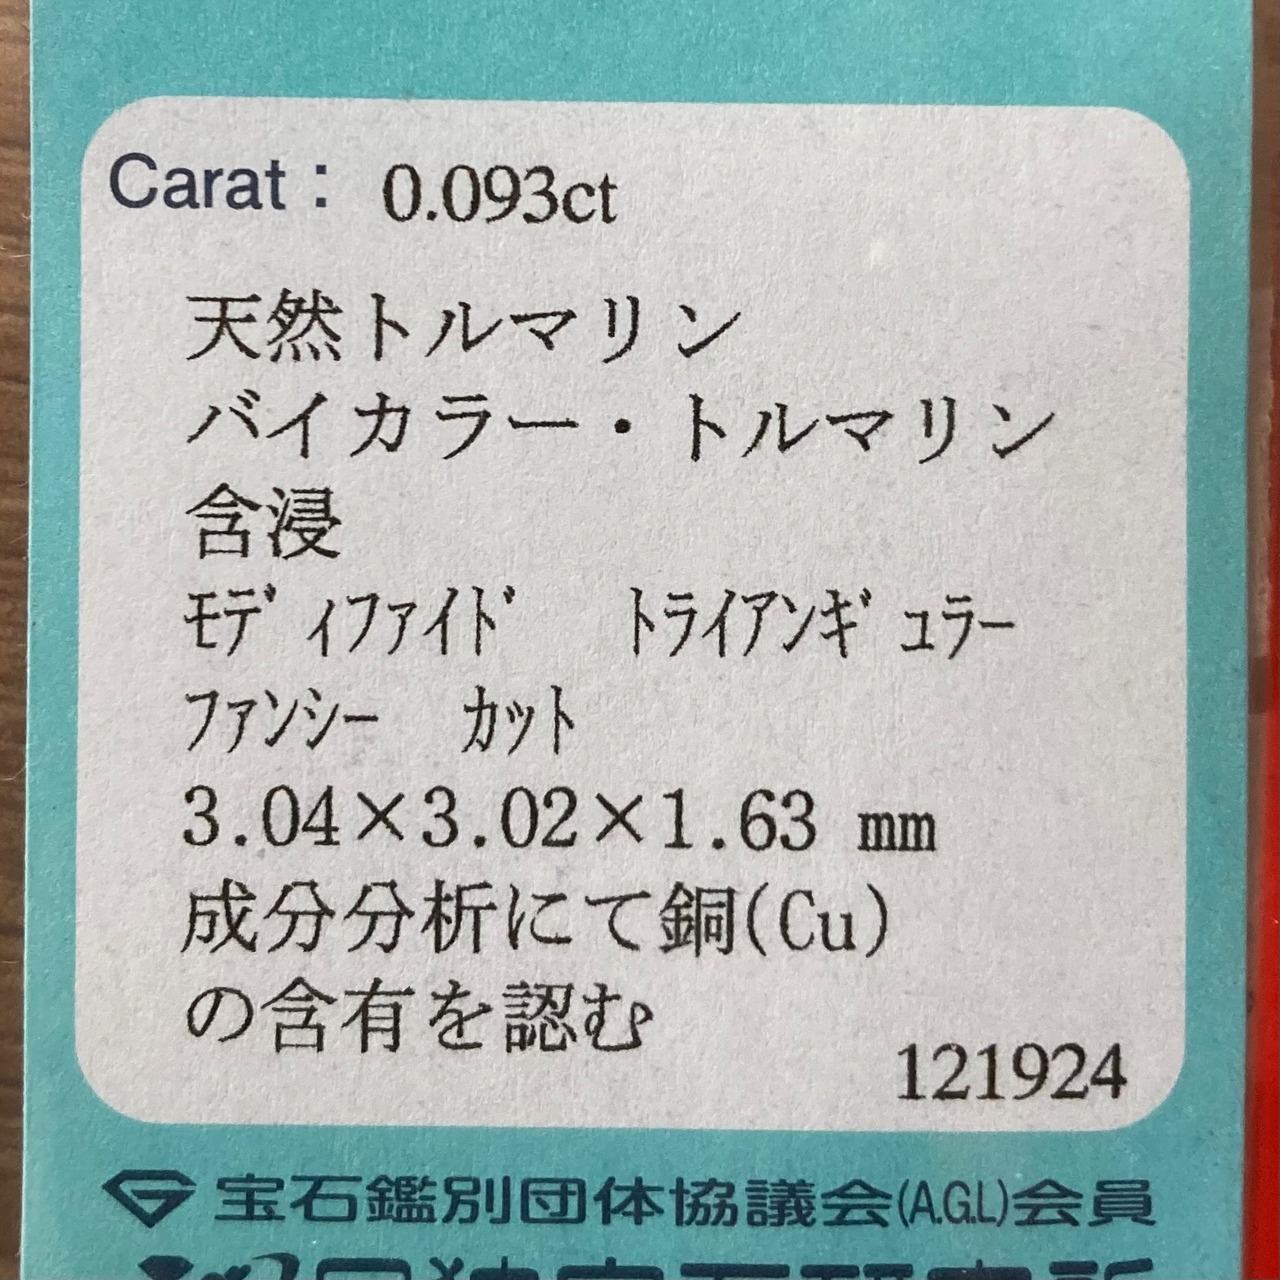 Carat : 0.093ct
天然トルマリン
バイカラー・トルマリン
含浸
ﾓﾃﾞｨﾌｧｲﾄﾞ ﾄﾗｲｱﾝｷﾞｭﾗｰ
ﾌｧﾝｼｰ ｶｯﾄ
3.04×3.02×1.63 mm
成分分析にて銅(Cu)
の含有を認む
121924
宝石鑑別団体協議会(A.G.L)会員